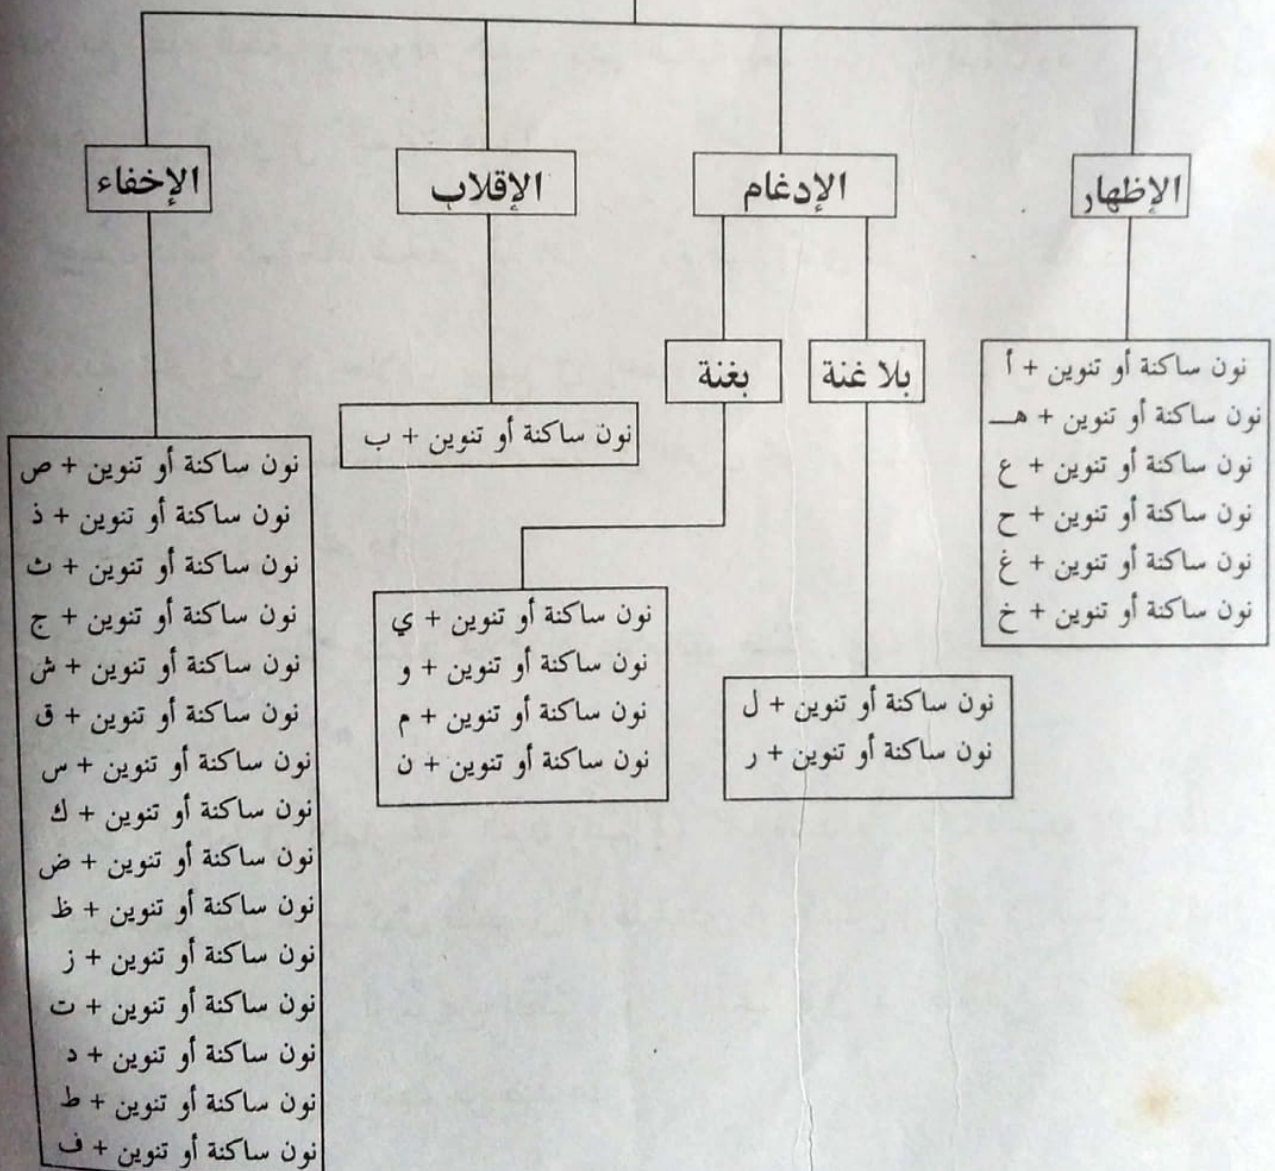 الإظهار
الإدغام
الإقلاب
الإخفاء
نون ساكنة أو تنوين + أ
نون ساكنة أو تنوين + هـ
نون ساكنة أو تنوين + ع
نون ساكنة أو تنوين + ح
نون ساكنة أو تنوين + غ
نون ساكنة أو تنوين + خ
بلا غنة
بغنة
نون ساكنة أو تنوين + ل
نون ساكنة أو تنوين + ر
نون ساكنة أو تنوين + ي
نون ساكنة أو تنوين + و
نون ساكنة أو تنوين + م
نون ساكنة أو تنوين + ن
نون ساكنة أو تنوين + ب
نون ساكنة أو تنوين + ص
نون ساكنة أو تنوين + ذ
نون ساكنة أو تنوين + ث
نون ساكنة أو تنوين + ج
نون ساكنة أو تنوين + ش
نون ساكنة أو تنوين + ق
نون ساكنة أو تنوين + س
نون ساكنة أو تنوين + ك
نون ساكنة أو تنوين + ض
نون ساكنة أو تنوين + ظ
نون ساكنة أو تنوين + ز
نون ساكنة أو تنوين + ت
نون ساكنة أو تنوين + د
نون ساكنة أو تنوين + ط
نون ساكنة أو تنوين + ف